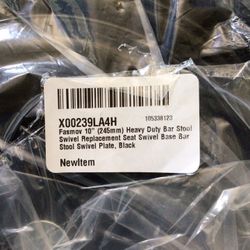 X00239LA4H
105338123
Fasmov 10" (245mm) Heavy Duty Bar Stool
Swivel Replacement Seat Swivel Base Bar
Stool Swivel Plate, Black
NewItem